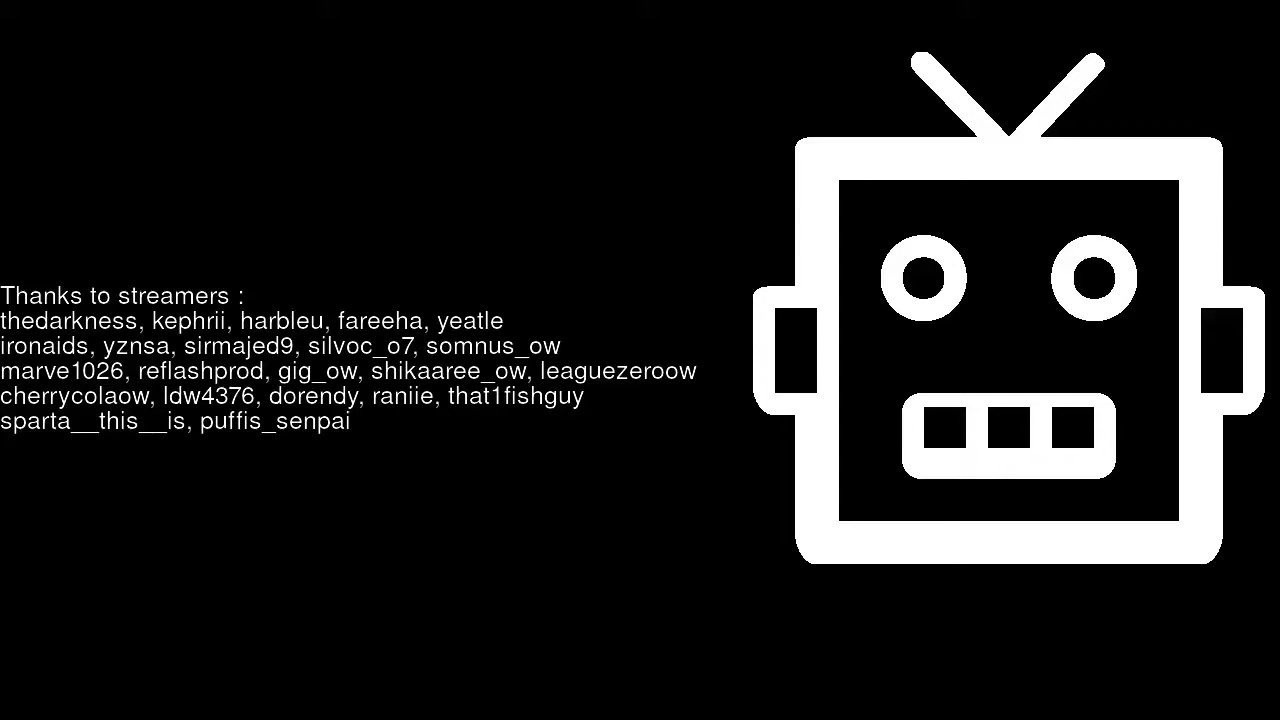 Thanks to streamers :
thedarkness, kephrii, harbleu, fareeha, yeatle
ironaids, yznsa, sirmajed9, silvoc_o7, somnus_ow
marve1026, reflashprod, gig_ow, shikaaree_ow, leaguezeroow
cherrycolaow, ldw4376, dorendy, raniie, that1fishguy
sparta__this__is, puffis_senpai